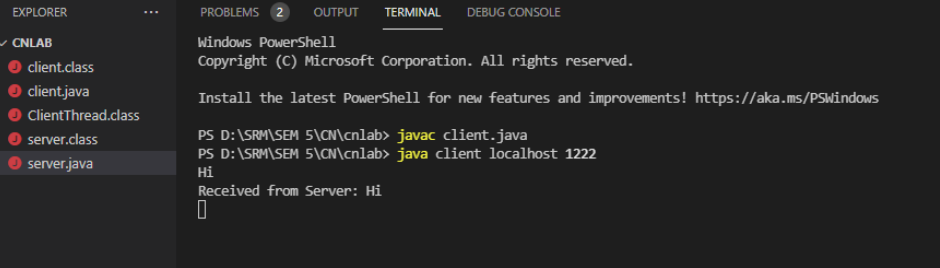 EXPLORER ···
PROBLEMS 2 OUTPUT TERMINAL DEBUG CONSOLE
CNLAB
client.class
client.java
ClientThread.class
server.class
server.java
Windows PowerShell
Copyright (C) Microsoft Corporation. All rights reserved.
Install the latest PowerShell for new features and improvements! https://aka.ms/PSWindows
PS D:\SRM\SEM 5\CN\cnlab> javac client.java
PS D:\SRM\SEM 5\CN\cnlab> java client localhost 1222
Hi
Received from Server: Hi